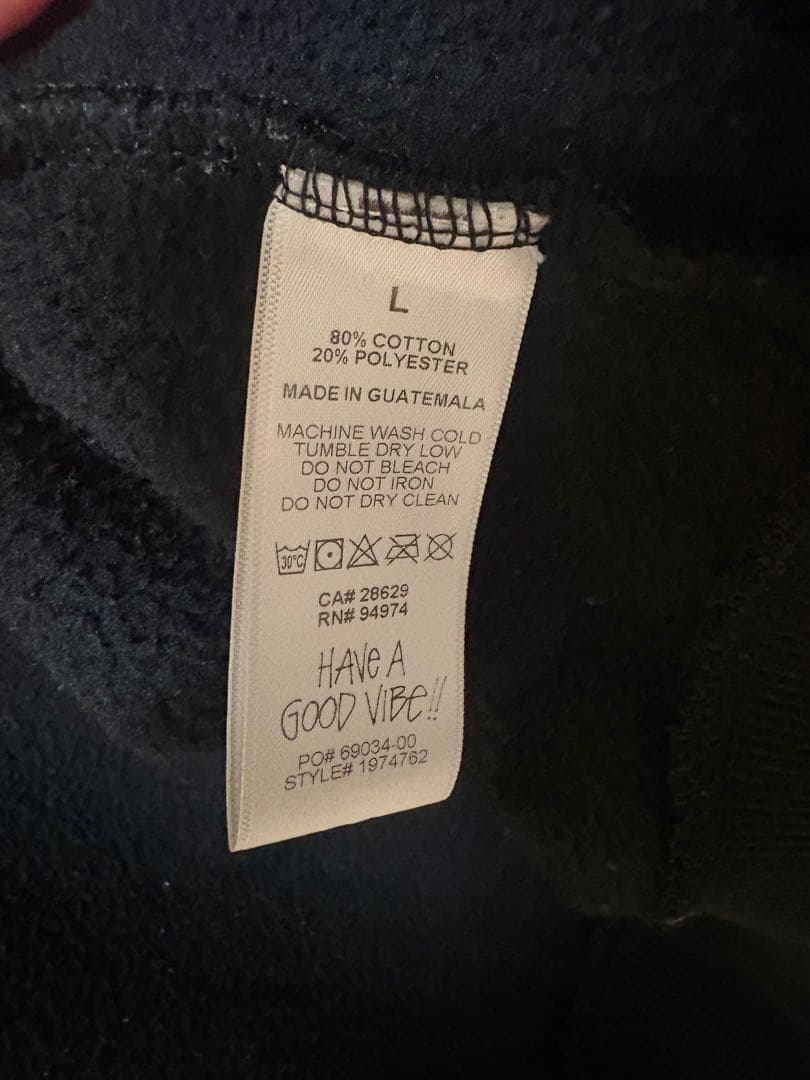 L
80% COTTON
20% POLYESTER
MADE IN GUATEMALA
MACHINE WASH COLD
TUMBLE DRY LOW
DO NOT BLEACH
DO NOT IRON
DO NOT DRY CLEAN
30°C
CA# 28629
RN# 94974
HAVE A
GOOD VIBE!!
PO# 69034-00
STYLE# 1974762